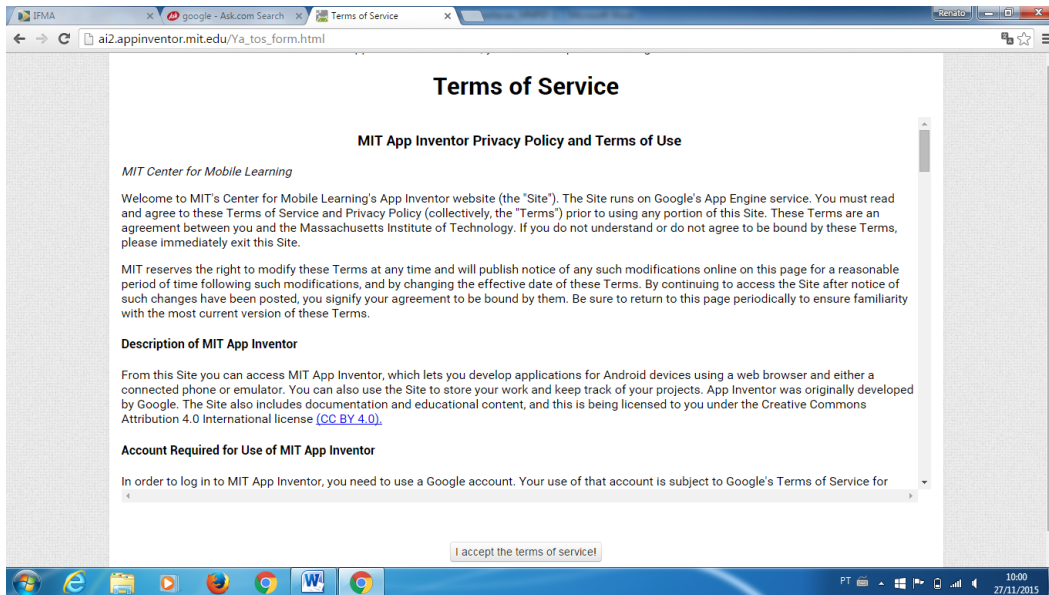 IFMA
google - Ask.com Search
Terms of Service
Renato
ai2.appinventor.mit.edu/Ya_tos_form.html
Terms of Service
MIT App Inventor Privacy Policy and Terms of Use
MIT Center for Mobile Learning
Welcome to MIT's Center for Mobile Learning's App Inventor website (the "Site"). The Site runs on Google's App Engine service. You must read
and agree to these Terms of Service and Privacy Policy (collectively, the "Terms") prior to using any portion of this Site. These Terms are an
agreement between you and the Massachusetts Institute of Technology. If you do not understand or do not agree to be bound by these Terms,
please immediately exit this Site.
MIT reserves the right to modify these Terms at any time and will publish notice of any such modifications online on this page for a reasonable
period of time following such modifications, and by changing the effective date of these Terms. By continuing to access the Site after notice of
such changes have been posted, you signify your agreement to be bound by them. Be sure to return to this page periodically to ensure familiarity
with the most current version of these Terms.
Description of MIT App Inventor
From this Site you can access MIT App Inventor, which lets you develop applications for Android devices using a web browser and either a
connected phone or emulator. You can also use the Site to store your work and keep track of your projects. App Inventor was originally developed
by Google. The Site also includes documentation and educational content, and this is being licensed to you under the Creative Commons
Attribution 4.0 International license (CC BY 4.0).
Account Required for Use of MIT App Inventor
In order to log in to MIT App Inventor, you need to use a Google account. Your use of that account is subject to Google's Terms of Service for
I accept the terms of service!
PT
10:00
27/11/2015